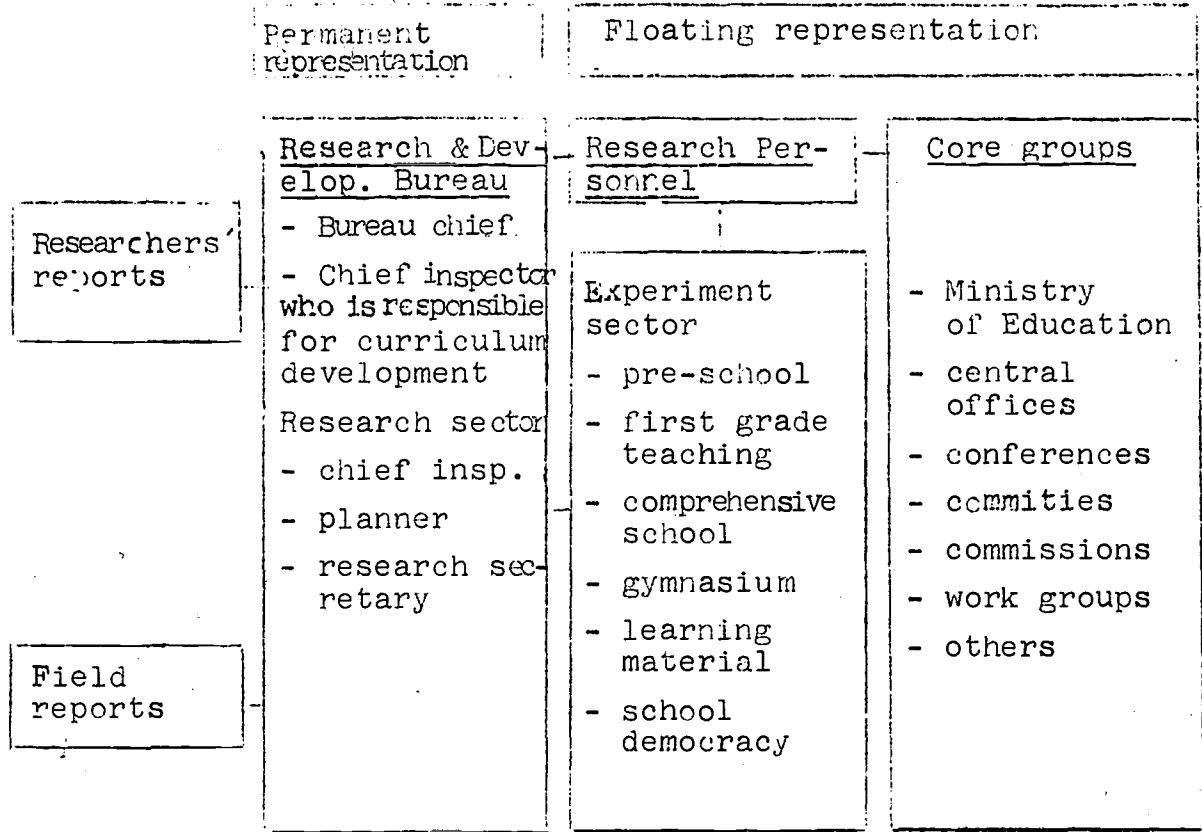 Permanent
representation
Floating representation
Researchers'
reports
Field
reports
Research & Dev-
elop. Bureau
- Bureau chief
- Chief inspector
who is responsible
for curriculum
development
Research sector
- chief insp.
- planner
- research sec-
retary
Research Per-
sonnel
Experiment
sector
- pre-school
- first grade
teaching
- comprehensive
school
- gymnasium
- learning
material
- school
democracy
Core groups
- Ministry
of Education
- central
offices
- conferences
- commities
- commissions
- work groups
- others